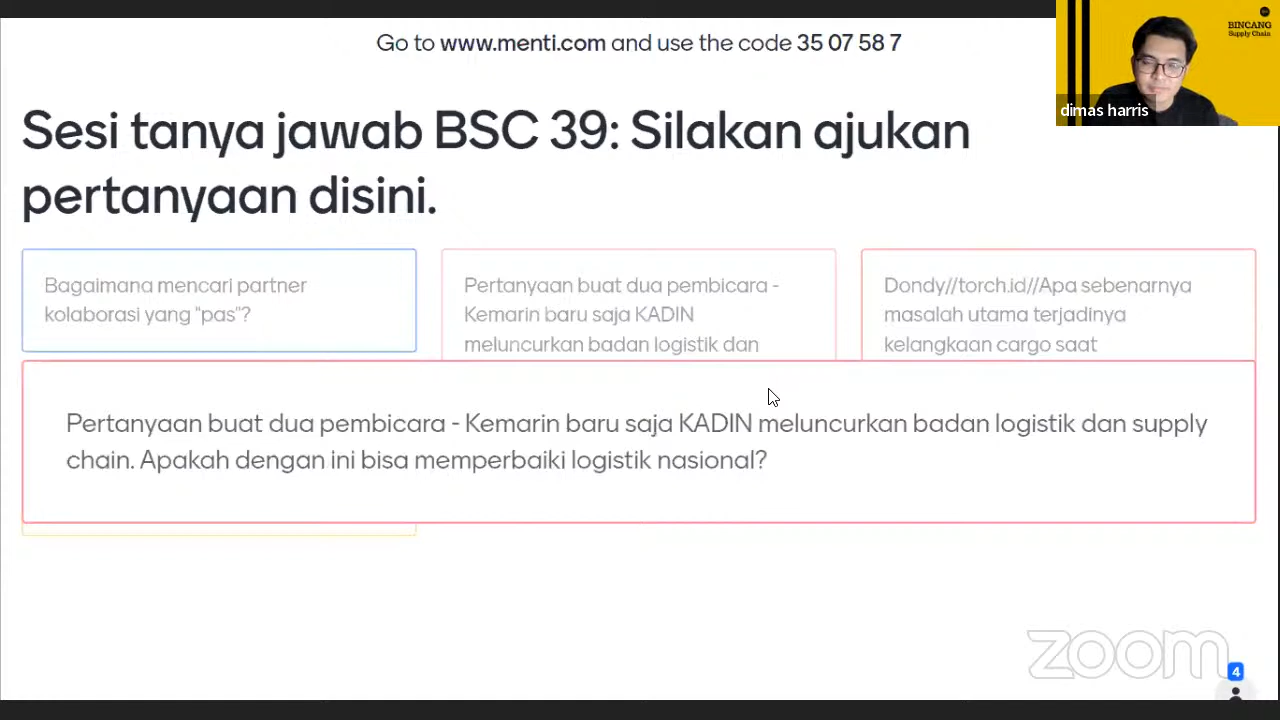 Go to www.menti.com and use the code 35 07 58 7
BINCANG
Supply Chain
dimas harris
Sesi tanya jawab BSC 39: Silakan ajukan
pertanyaan disini.
Bagaimana mencari partner
kolaborasi yang "pas"?
Pertanyaan buat dua pembicara -
Kemarin baru saja KADIN
meluncurkan badan logistik dan
Dondy//torch.id//Apa sebenarnya
masalah utama terjadinya
kelangkaan cargo saat
Pertanyaan buat dua pembicara - Kemarin baru saja KADIN meluncurkan badan logistik dan supply
chain. Apakah dengan ini bisa memperbaiki logistik nasional?
zoom
4